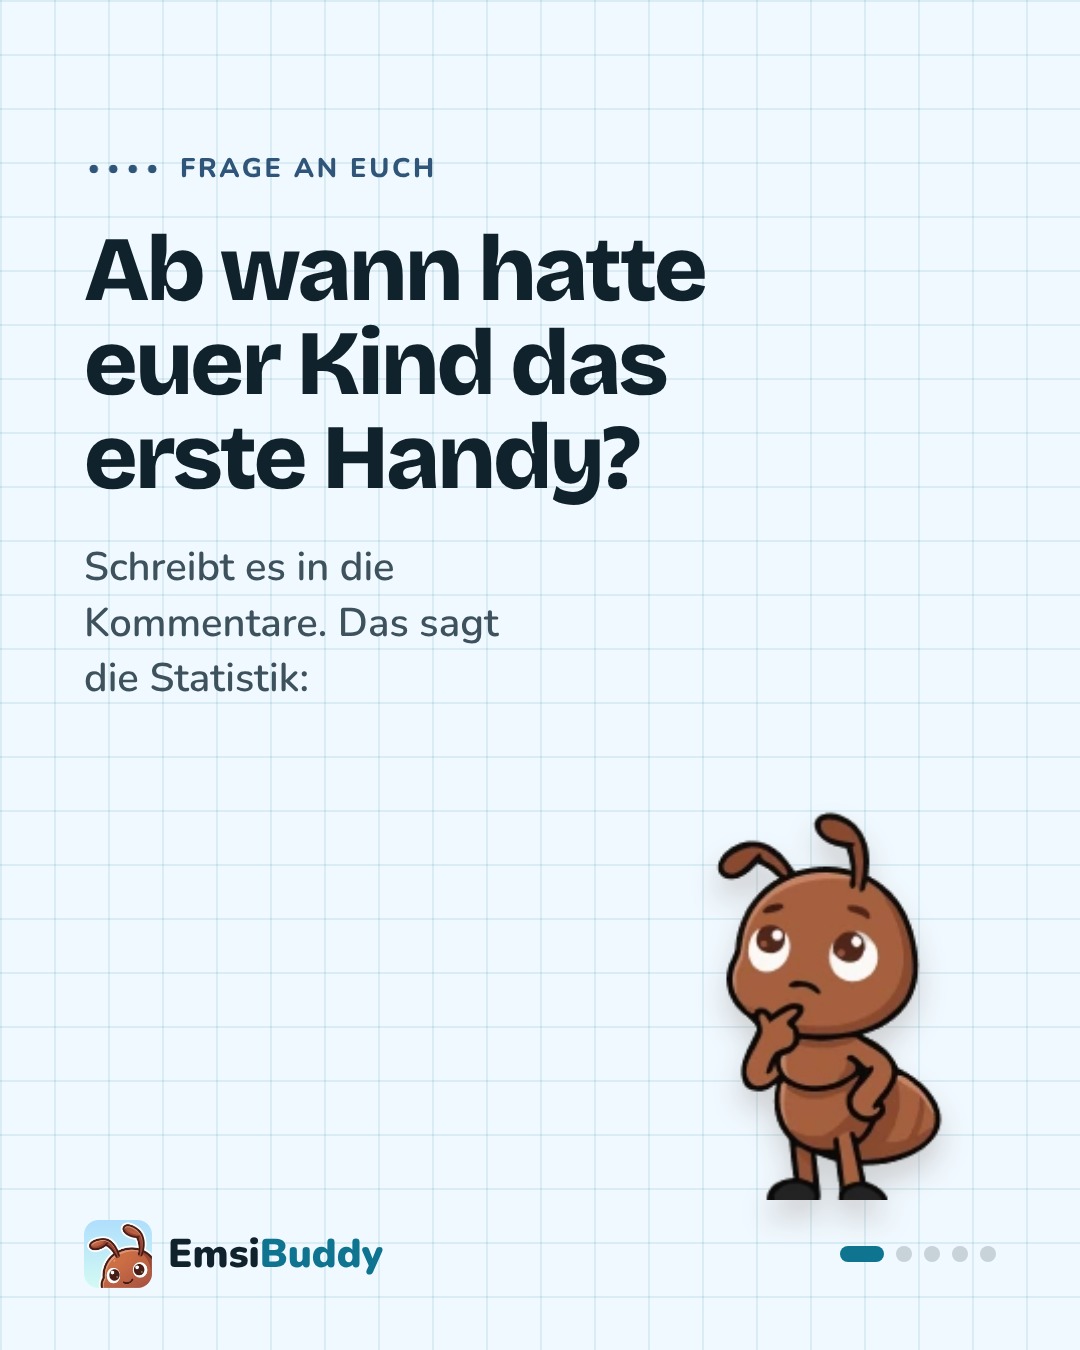 FRAGE AN EUCH
Ab wann hatte
euer Kind das
erste Handy?
Schreibt es in die
Kommentare. Das sagt
die Statistik:
EmsiBuddy